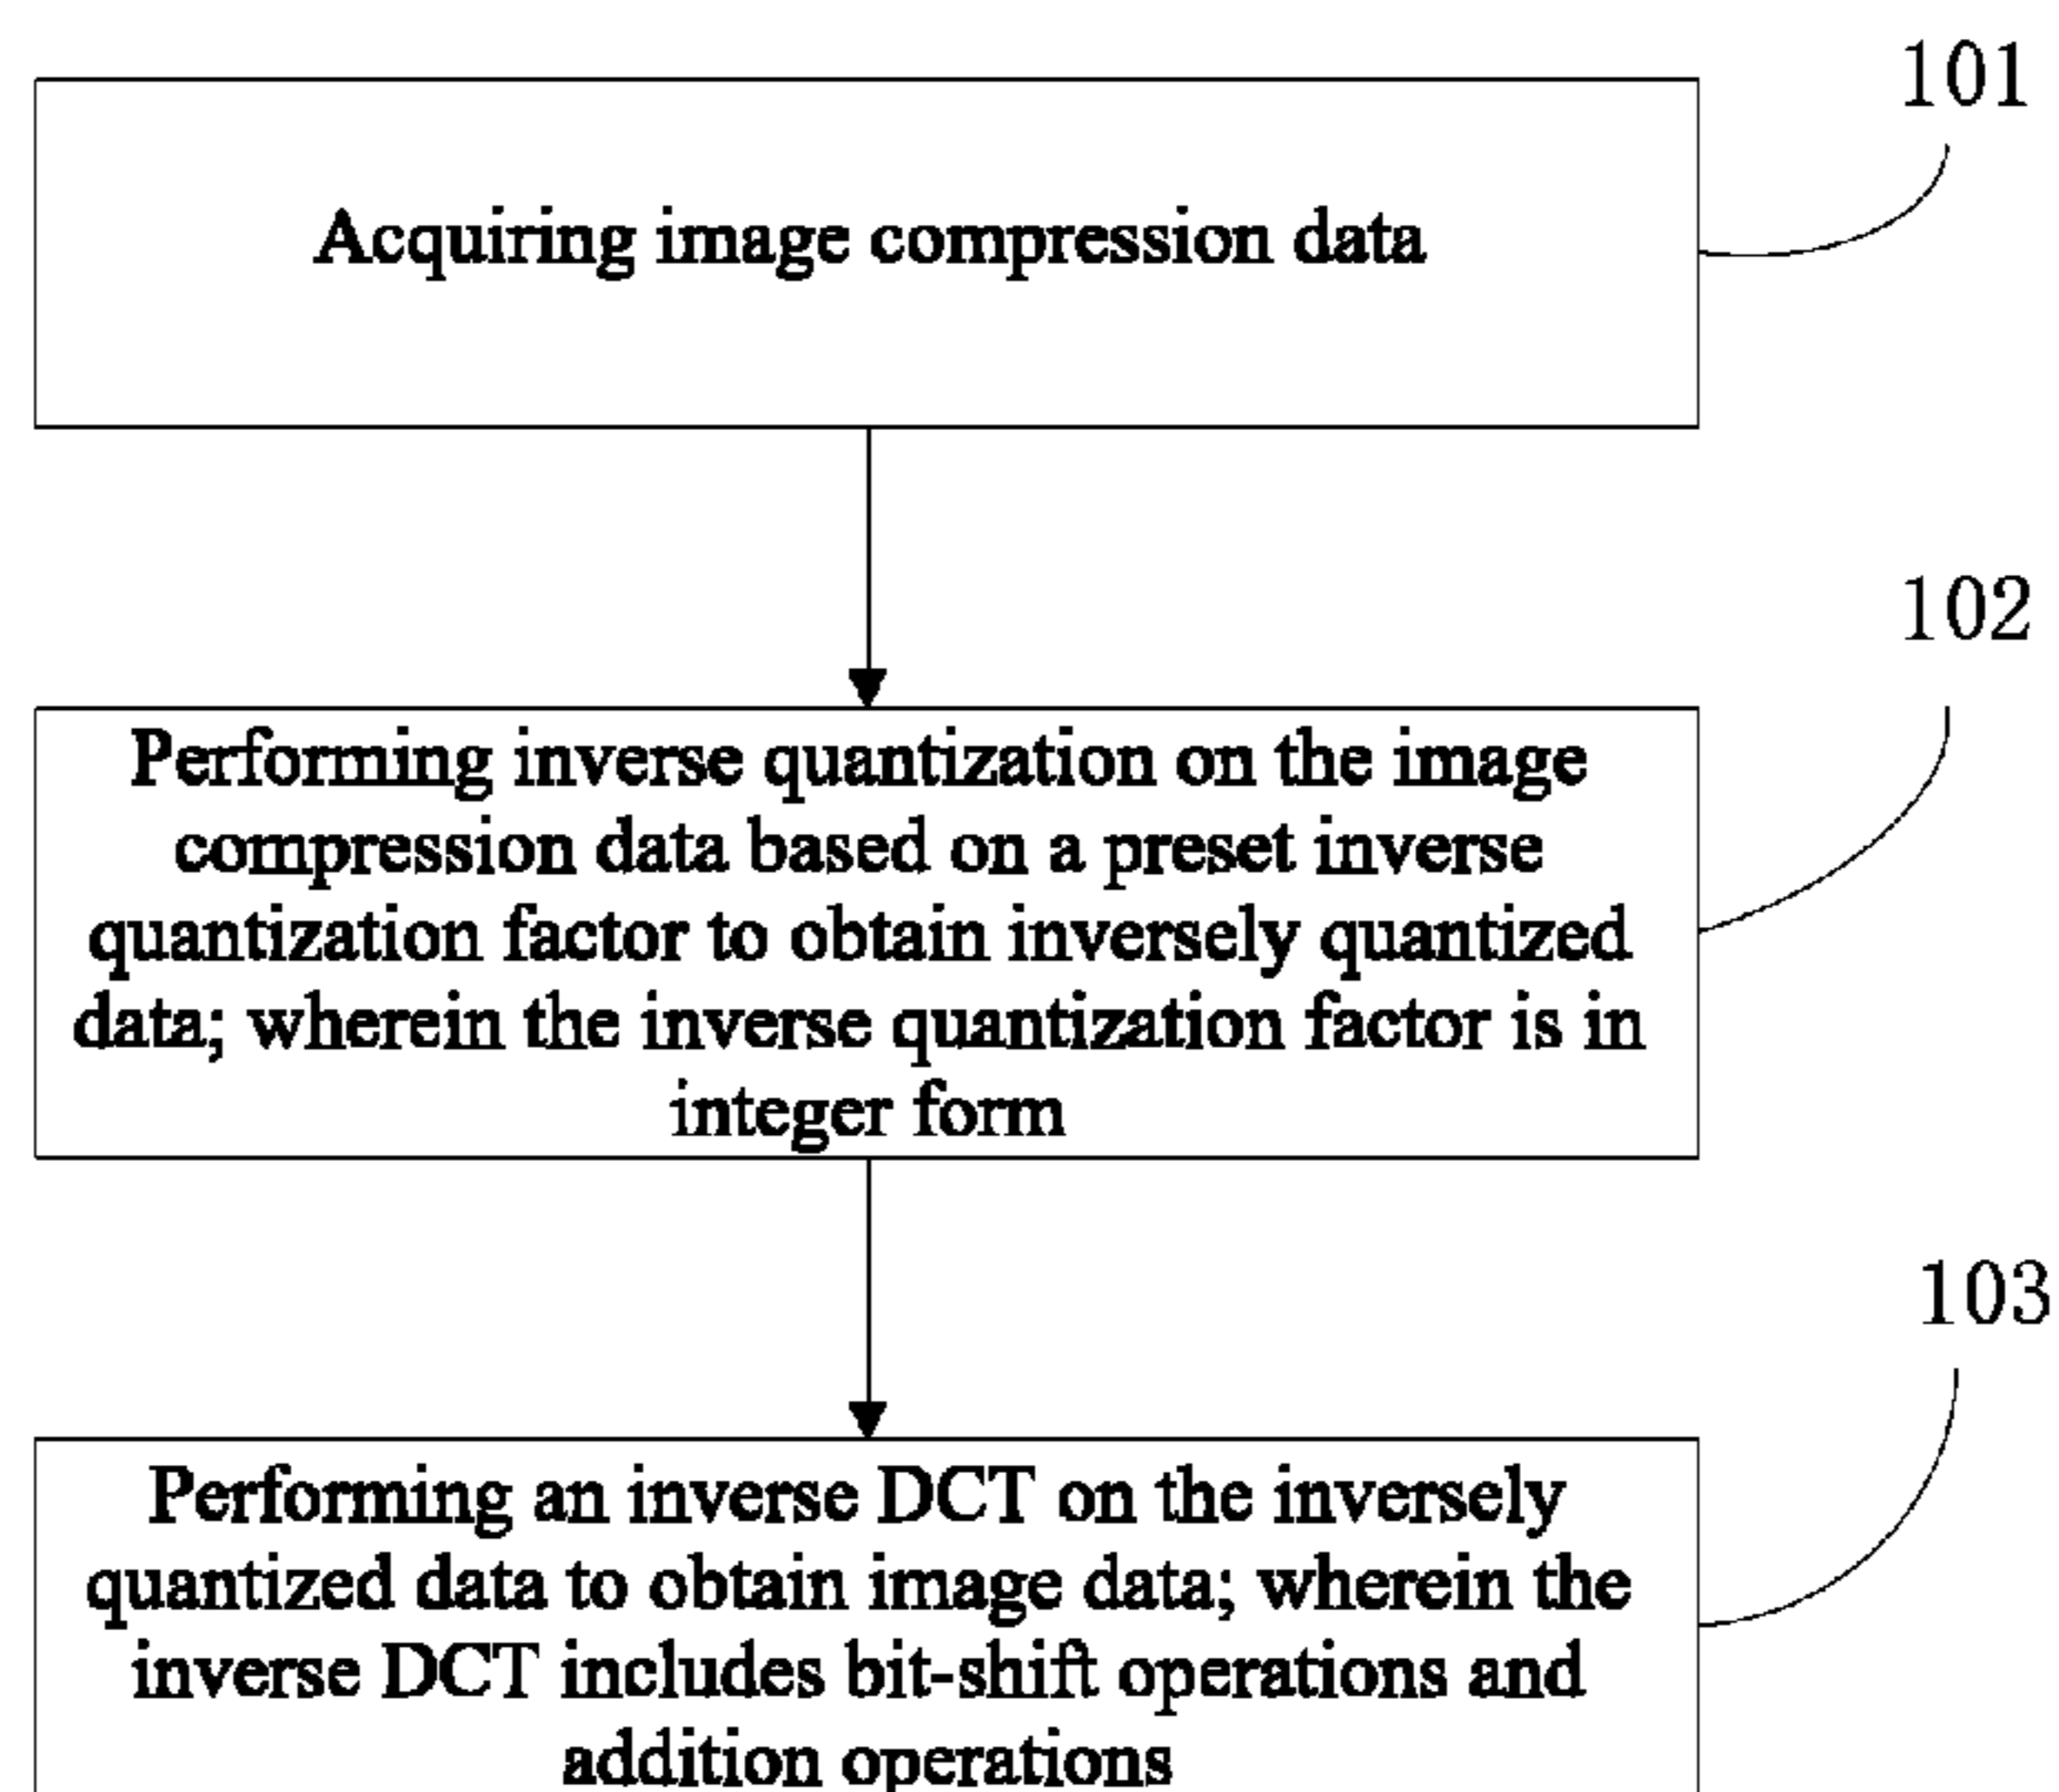 101
Acquiring image compression data
102
Performing inverse quantization on the image
compression data based on a preset inverse
quantization factor to obtain inversely quantized
data; wherein the inverse quantization factor is in
integer form
103
Performing an inverse DCT on the inversely
quantized data to obtain image data; wherein the
inverse DCT includes bit-shift operations and
addition operations